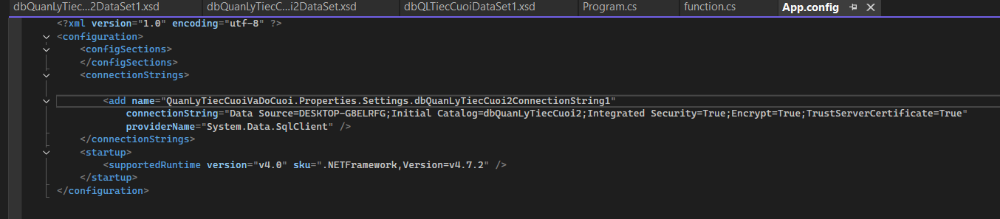 dbQuanLyTiec...2DataSet1.xsd
dbQuanLyTiecC...i2DataSet.xsd
dbQLTiecCuoiDataSet1.xsd
Program.cs
function.cs
App.config
<?xml version="1.0" encoding="utf-8" ?>
<configuration>
<configSections>
</configSections>
<connectionStrings>
<add name="QuanLyTiecCuoiVaDoCuoi.Properties.Settings.dbQuanLyTiecCuoi2ConnectionString1"
connectionString="Data Source=DESKTOP-G8ELRFG;Initial Catalog=dbQuanLyTiecCuoi2;Integrated Security=True;Encrypt=True;TrustServerCertificate=True"
providerName="System.Data.SqlClient" />
</connectionStrings>
<startup>
<supportedRuntime version="v4.0" sku=".NETFramework,Version=v4.7.2" />
</startup>
</configuration>